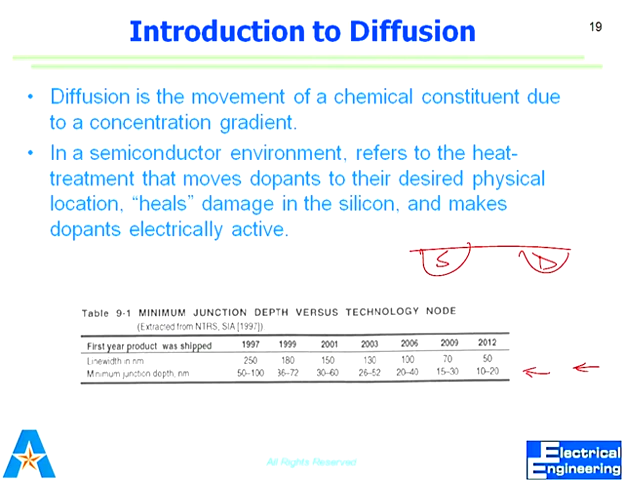 Introduction to Diffusion
19
• Diffusion is the movement of a chemical constituent due
to a concentration gradient.
• In a semiconductor environment, refers to the heat-
treatment that moves dopants to their desired physical
location, “heals” damage in the silicon, and makes
dopants electrically active.
S D
Table 9-1 MINIMUM JUNCTION DEPTH VERSUS TECHNOLOGY NODE
(Extracted from NTRS, SIA [1997])
First year product was shipped 1997 1999 2001 2003 2006 2009 2012
Linewidth in nm 250 180 150 130 100 70 50
Minimum junction depth, nm 50–100 36–72 30–60 26–52 20–40 15–30 10–20
A
All Rights Reserved
Electrical
Engineering